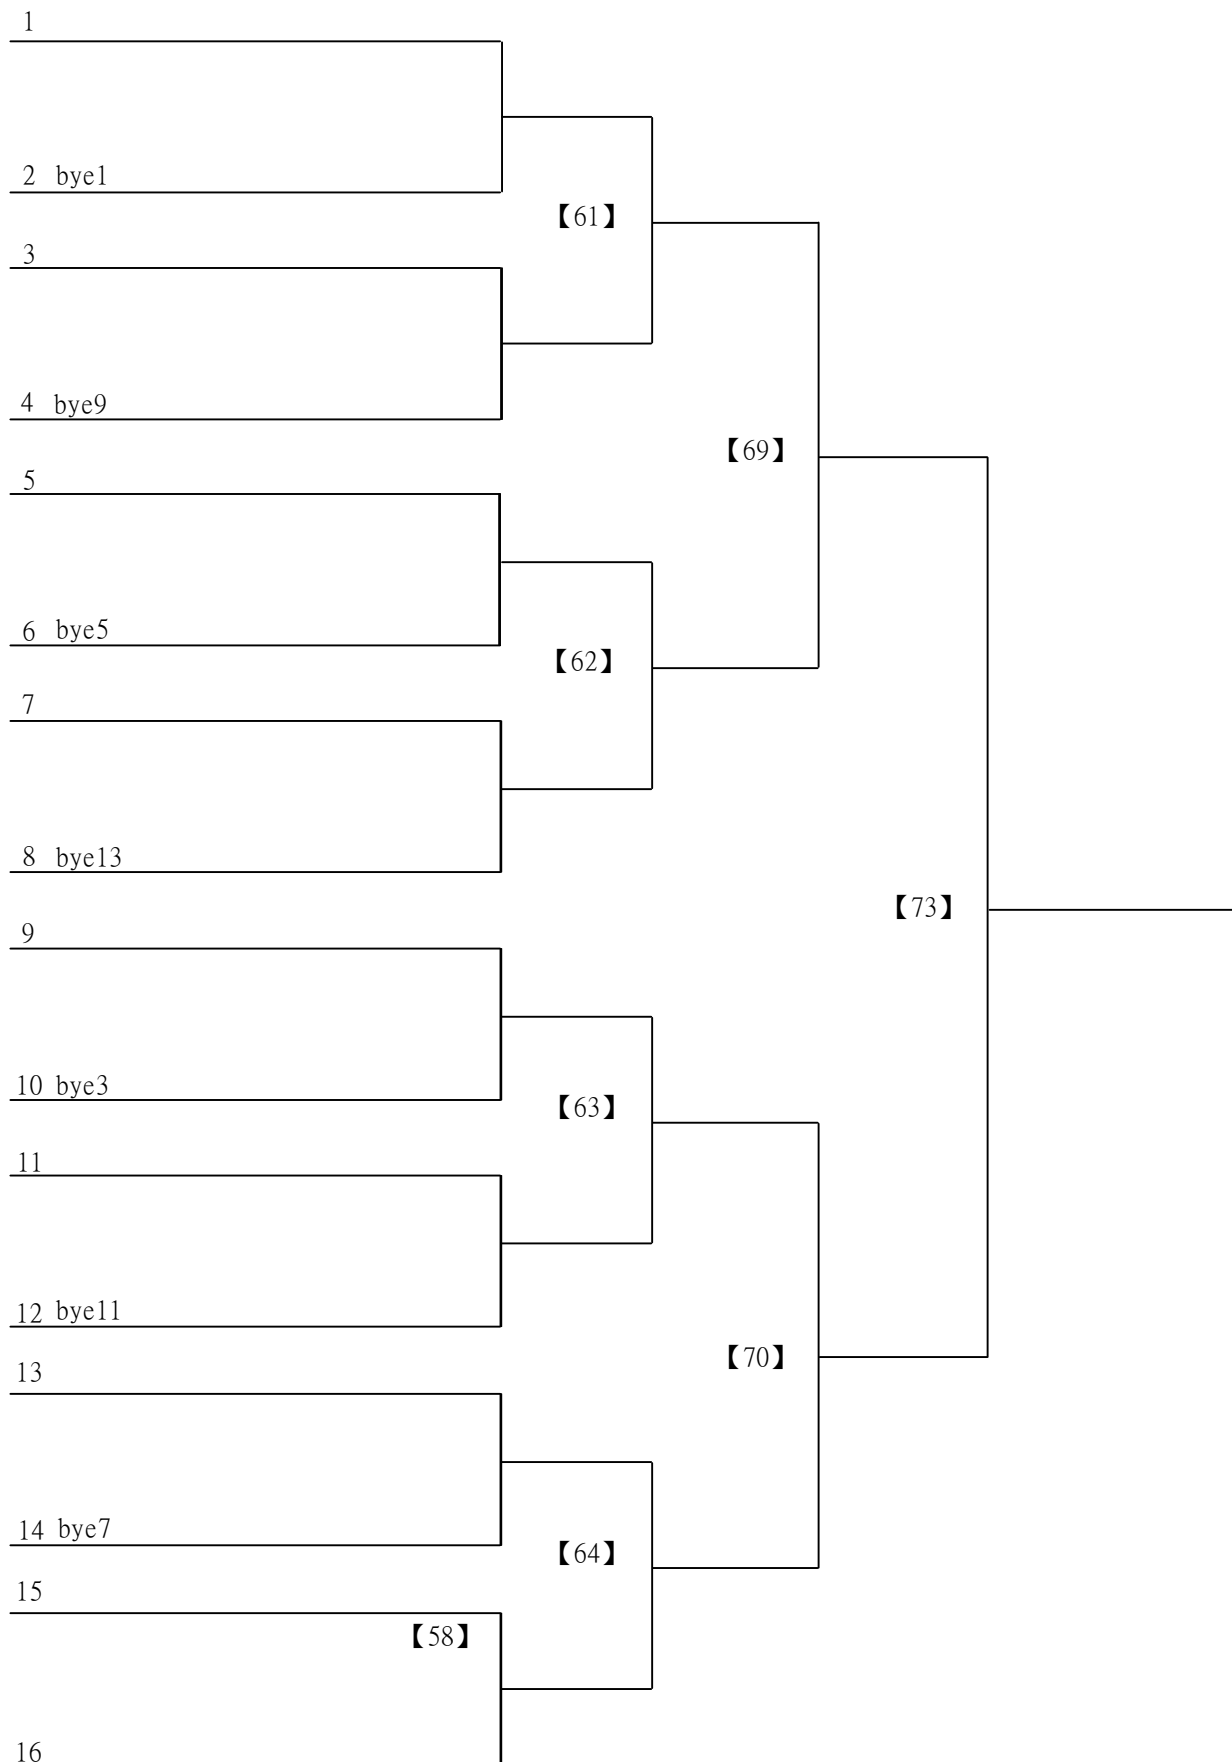 1
2 bye1
【61】
3
4 bye9
【69】
5
6 bye5
【62】
7
8 bye13
【73】
9
10 bye3
【63】
11
12 bye11
【70】
13
14 bye7
【64】
15
【58】
16